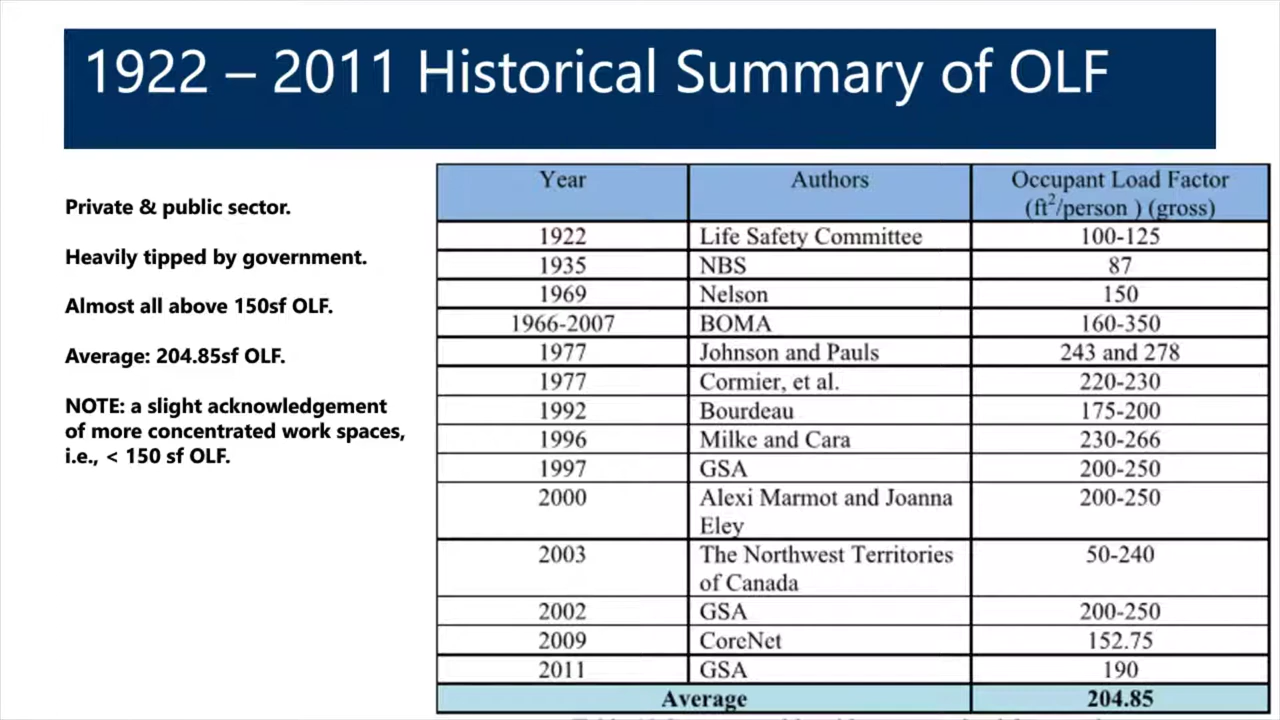 1922 – 2011 Historical Summary of OLF
Private & public sector.
Heavily tipped by government.
Almost all above 150sf OLF.
Average: 204.85sf OLF.
NOTE: a slight acknowledgement
of more concentrated work spaces,
i.e., < 150 sf OLF.
Year Authors Occupant Load Factor
(ft²/person ) (gross)
1922 Life Safety Committee 100-125
1935 NBS 87
1969 Nelson 150
1966-2007 BOMA 160-350
1977 Johnson and Pauls 243 and 278
1977 Cormier, et al. 220-230
1992 Bourdeau 175-200
1996 Milke and Cara 230-266
1997 GSA 200-250
2000 Alexi Marmot and Joanna 200-250
Eley
2003 The Northwest Territories 50-240
of Canada
2002 GSA 200-250
2009 CoreNet 152.75
2011 GSA 190
Average 204.85